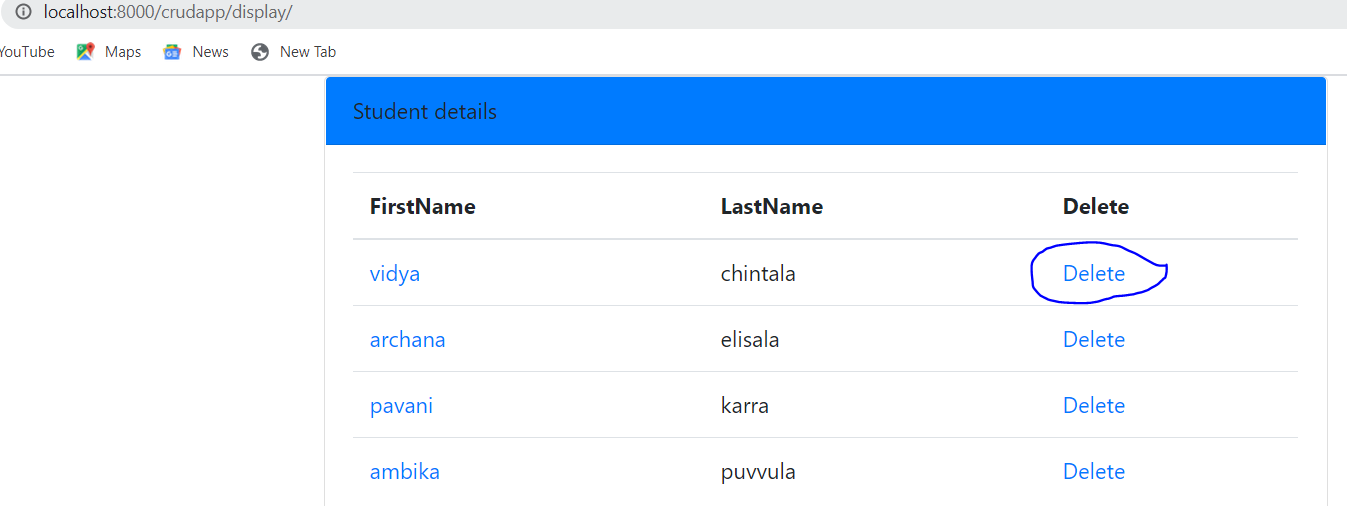 localhost:8000/crudapp/display/
YouTube Maps News New Tab
Student details
FirstName LastName Delete
vidya chintala Delete
archana elisala Delete
pavani karra Delete
ambika puvvula Delete